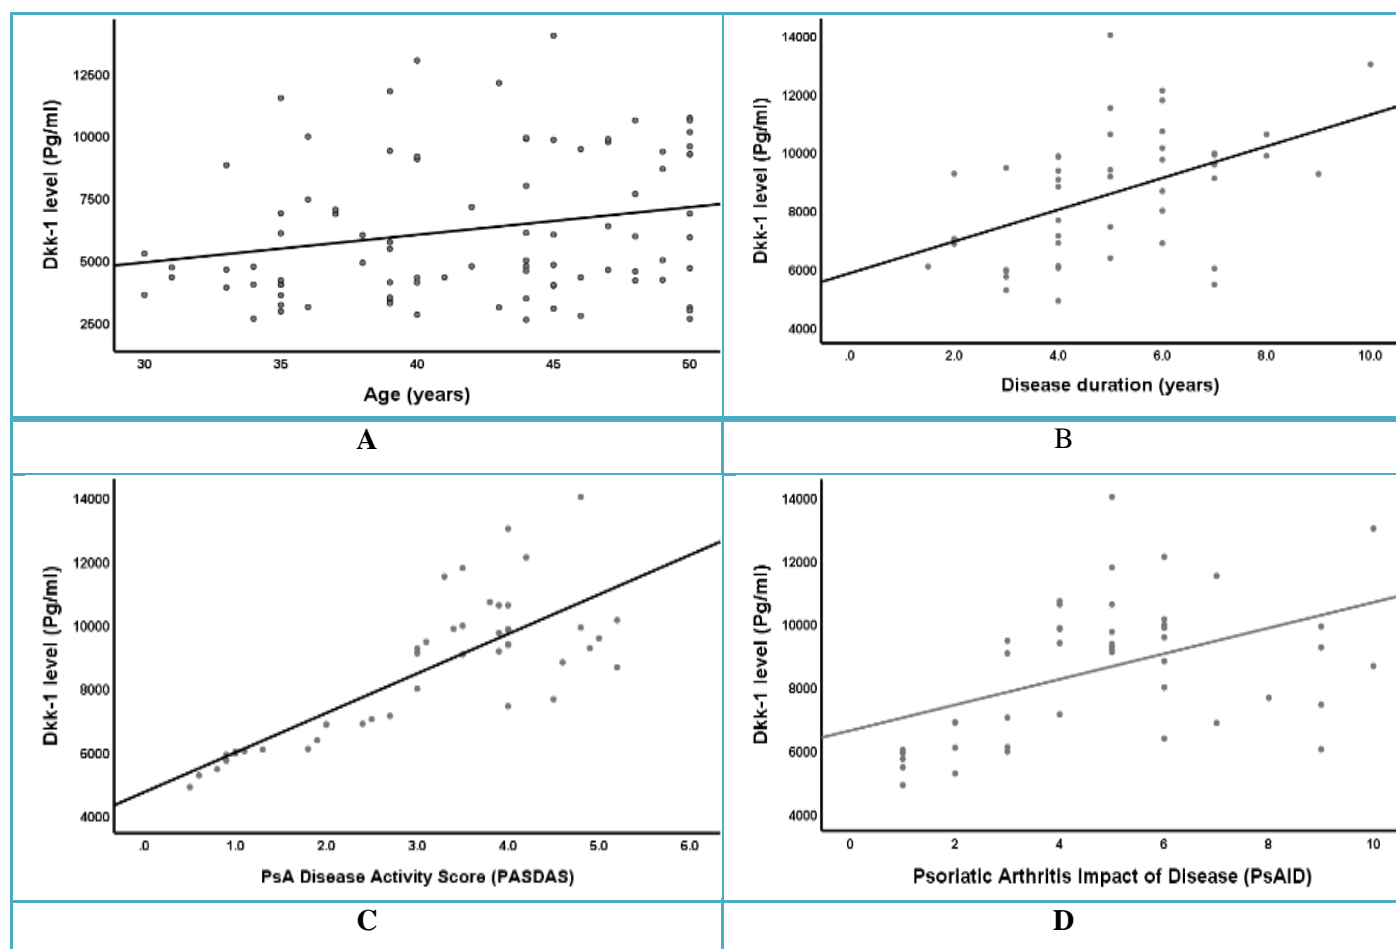 12500
10000
7500
5000
2500
Dkk-1 level (Pg/ml)
30 35 40 45 50
Age (years)
14000
12000
10000
8000
6000
4000
Dkk-1 level (Pg/ml)
.0 2.0 4.0 6.0 8.0 10.0
Disease duration (years)
A
B
14000
12000
10000
8000
6000
4000
Dkk-1 level (Pg/ml)
.0 1.0 2.0 3.0 4.0 5.0 6.0
PsA Disease Activity Score (PASDAS)
14000
12000
10000
8000
6000
4000
Dkk-1 level (Pg/ml)
0 2 4 6 8 10
Psoriatic Arthritis Impact of Disease (PsAID)
C
D